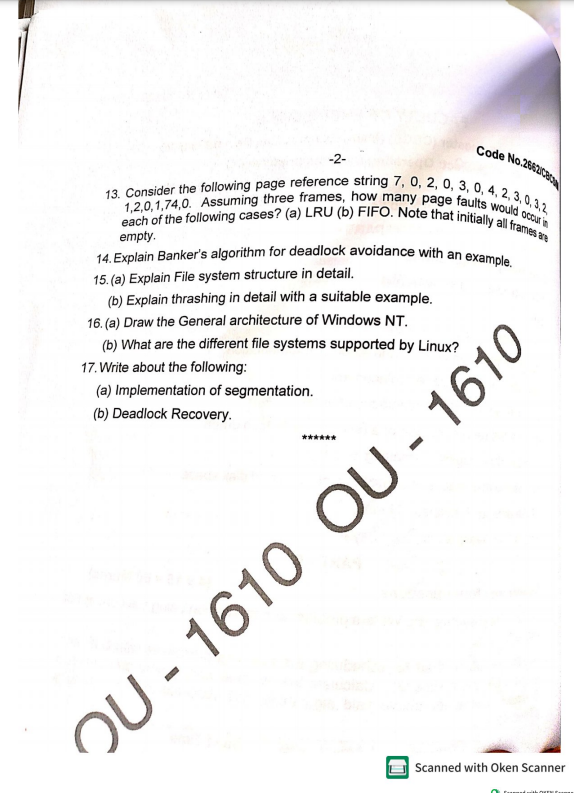 -2-
Code No.2662/CBCS/
13. Consider the following page reference string 7, 0, 2, 0, 3, 0, 4, 2, 3, 0, 3, 2,
1,2,0,1,74,0. Assuming three frames, how many page faults would occur in
each of the following cases? (a) LRU (b) FIFO. Note that initially all frames are
empty.
14. Explain Banker's algorithm for deadlock avoidance with an example.
15. (a) Explain File system structure in detail.
(b) Explain thrashing in detail with a suitable example.
16. (a) Draw the General architecture of Windows NT.
(b) What are the different file systems supported by Linux?
17. Write about the following:
(a) Implementation of segmentation.
(b) Deadlock Recovery.
******
OU - 1610 OU - 1610
Scanned with Oken Scanner